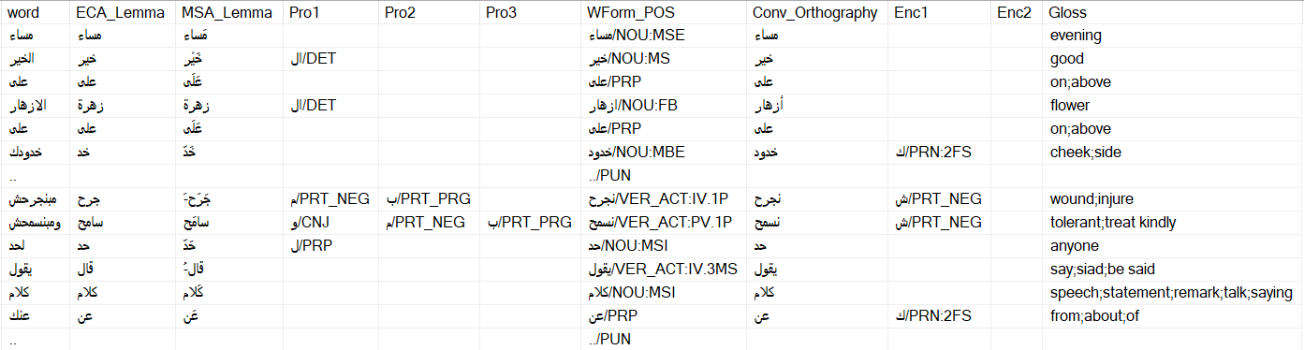 word ECA_Lemma MSA_Lemma Pro1 Pro2 Pro3 WForm_POS Conv_Orthography Enc1 Enc2 Gloss
مساء مساء مَساء مساء/NOU:MSE مساء evening
الخير خير خَيْر ال/DET خير/NOU:MS خير good
على على عَلَى على/PRP على on;above
الازهار زهرة زهرة ال/DET ازهار/NOU:FB أزهار flower
على على عَلَى على/PRP على on;above
خدودك خد خَدّ خدود/NOU:MBE خدود ك/PRN:2FS cheek;side
.. ../PUN
مبنجرحش جرح جَرَح-َ م/PRT_NEG ب/PRT_PRG نجرح/VER_ACT:IV.1P نجرح ش/PRT_NEG wound;injure
ومبنسمحش سامح سامَح و/CNJ م/PRT_NEG ب/PRT_PRG نسمح/VER_ACT:PV.1P نسمح ش/PRT_NEG tolerant;treat kindly
لحد حد حَدّ ل/PRP حد/NOU:MSI حد anyone
يقول قال قال-ُ يقول/VER_ACT:IV.3MS يقول say;siad;be said
كلام كلام كَلام كلام/NOU:MSI كلام speech;statement;remark;talk;saying
عنك عن عَن عن/PRP عن ك/PRN:2FS from;about;of
.. ../PUN